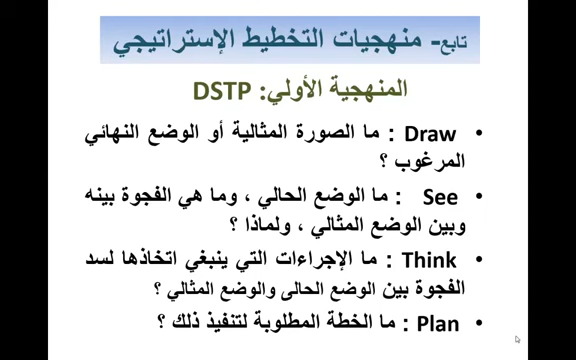 تابع- منهجيات التخطيط الإستراتيجي
المنهجية الأولي: DSTP
• Draw : ما الصورة المثالية أو الوضع النهائي
المرغوب ؟
• See : ما الوضع الحالي ، وما هي الفجوة بينه
وبين الوضع المثالي ، ولماذا ؟
• Think : ما الإجراءات التي ينبغي اتخاذها لسد
الفجوة بين الوضع الحالى والوضع المثالي ؟
• Plan : ما الخطة المطلوبة لتنفيذ ذلك ؟